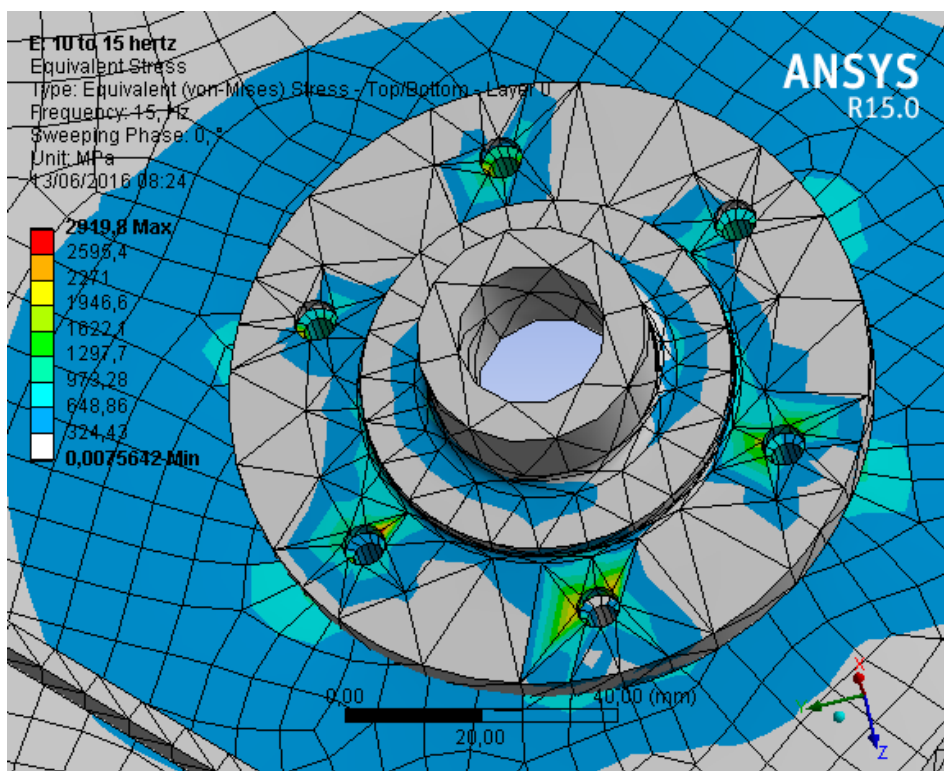 E: 10 to 15 hertz
Equivalent Stress
Type: Equivalent (von-Mises) Stress - Top/Bottom - Layer 0
Frequency: 15, Hz
Sweeping Phase: 0, °
Unit: MPa
13/06/2016 08:24
ANSYS
R15.0
2919,8 Max
2595,4
2271
1946,6
1622,1
1297,7
973,28
648,86
324,43
0,0075642 Min
0,00
40,00 (mm)
20,00
X
Y
Z